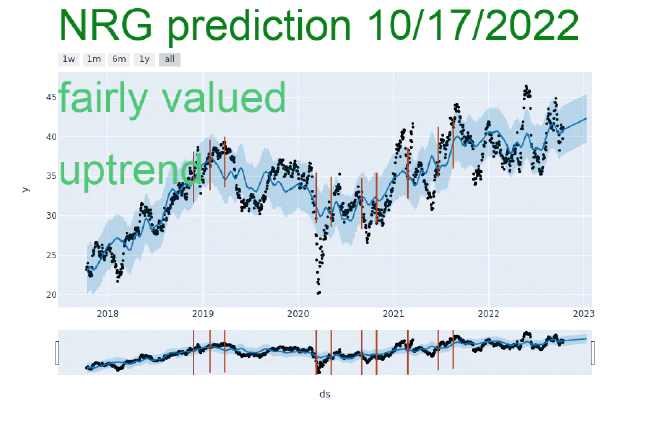 NRG prediction 10/17/2022
1w 1m 6m 1y all
fairly valued
uptrend
45
40
35
30
25
20
y
2018 2019 2020 2021 2022 2023
ds